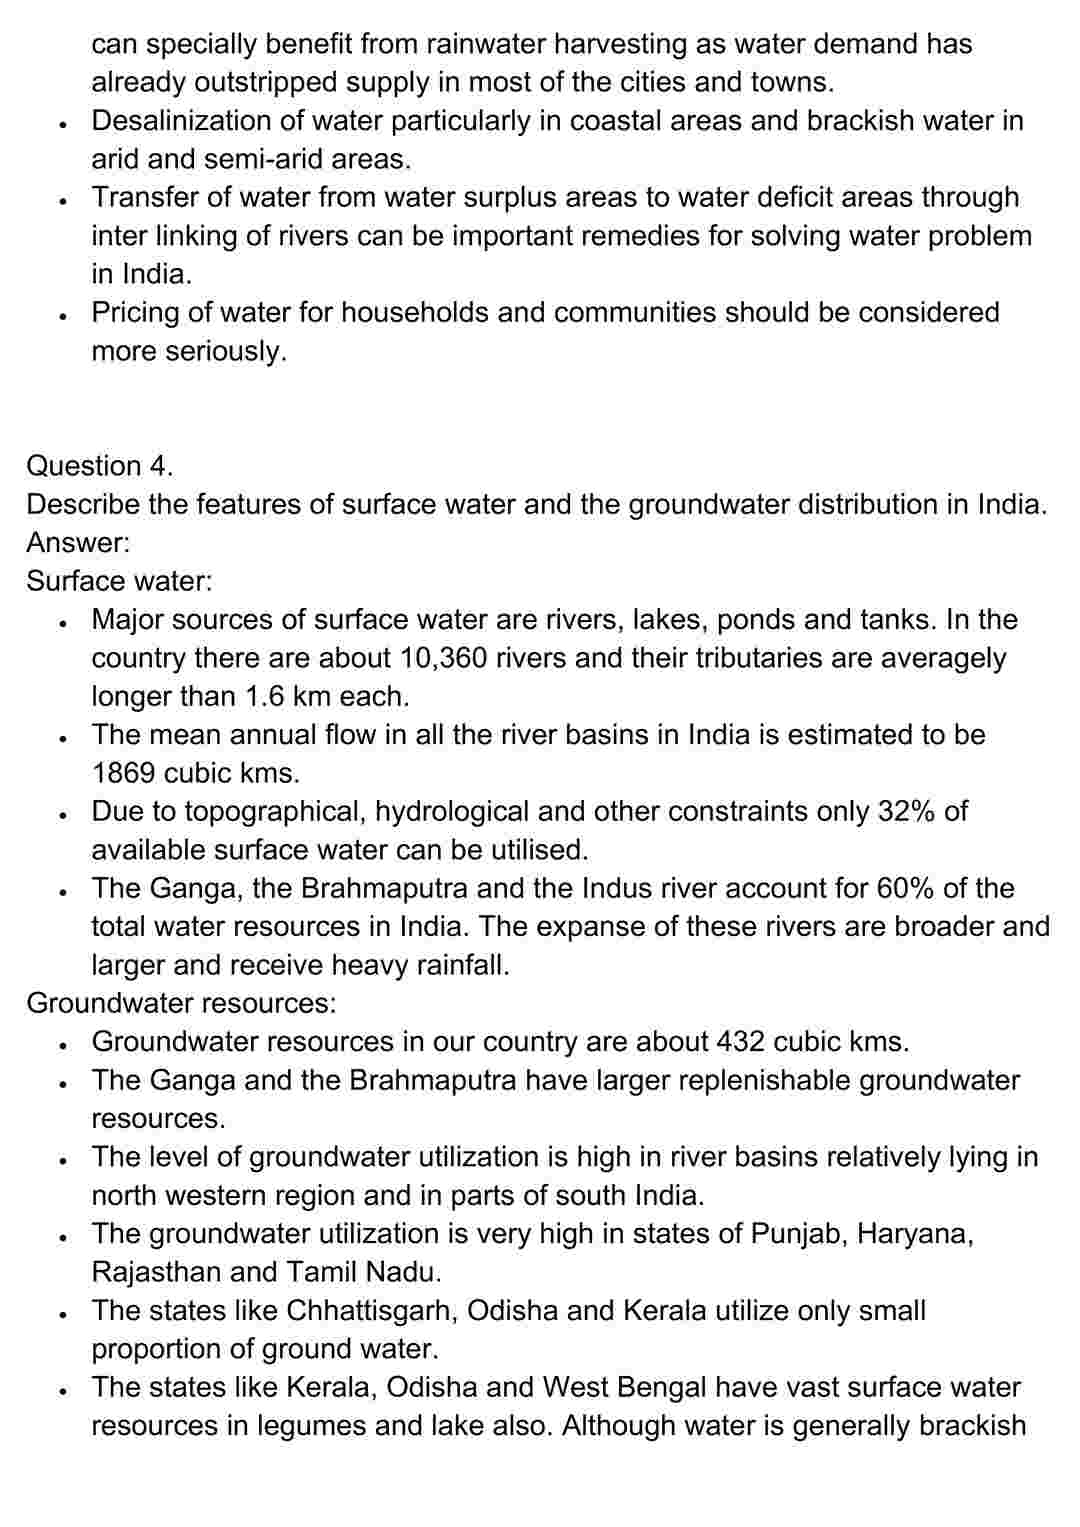 can specially benefit from rainwater harvesting as water demand has
already outstripped supply in most of the cities and towns.
• Desalinization of water particularly in coastal areas and brackish water in
arid and semi-arid areas.
• Transfer of water from water surplus areas to water deficit areas through
inter linking of rivers can be important remedies for solving water problem
in India.
• Pricing of water for households and communities should be considered
more seriously.
Question 4.
Describe the features of surface water and the groundwater distribution in India.
Answer:
Surface water:
• Major sources of surface water are rivers, lakes, ponds and tanks. In the
country there are about 10,360 rivers and their tributaries are averagely
longer than 1.6 km each.
• The mean annual flow in all the river basins in India is estimated to be
1869 cubic kms.
• Due to topographical, hydrological and other constraints only 32% of
available surface water can be utilised.
• The Ganga, the Brahmaputra and the Indus river account for 60% of the
total water resources in India. The expanse of these rivers are broader and
larger and receive heavy rainfall.
Groundwater resources:
• Groundwater resources in our country are about 432 cubic kms.
• The Ganga and the Brahmaputra have larger replenishable groundwater
resources.
• The level of groundwater utilization is high in river basins relatively lying in
north western region and in parts of south India.
• The groundwater utilization is very high in states of Punjab, Haryana,
Rajasthan and Tamil Nadu.
• The states like Chhattisgarh, Odisha and Kerala utilize only small
proportion of ground water.
• The states like Kerala, Odisha and West Bengal have vast surface water
resources in legumes and lake also. Although water is generally brackish